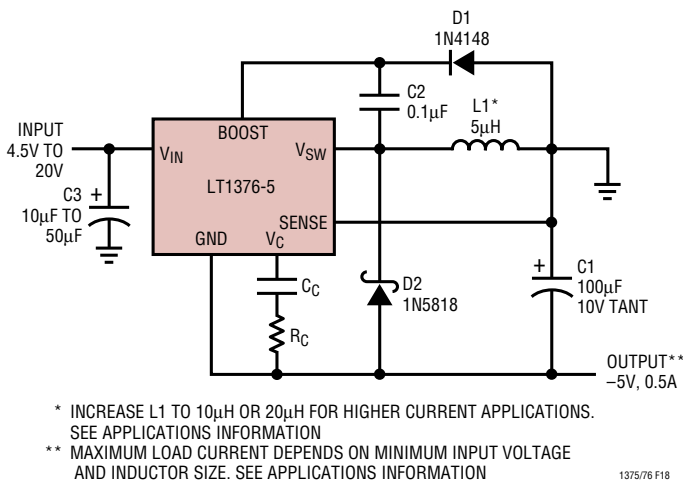 D1
1N4148
C2
0.1µF
L1*
5µH
INPUT
4.5V TO
20V
BOOST
VIN
VSW
LT1376-5
SENSE
GND
VC
C3
+
10µF TO
50µF
CC
RC
D2
1N5818
+
C1
100µF
10V TANT
OUTPUT**
–5V, 0.5A
* INCREASE L1 TO 10µH OR 20µH FOR HIGHER CURRENT APPLICATIONS.
SEE APPLICATIONS INFORMATION
** MAXIMUM LOAD CURRENT DEPENDS ON MINIMUM INPUT VOLTAGE
AND INDUCTOR SIZE. SEE APPLICATIONS INFORMATION
1375/76 F18